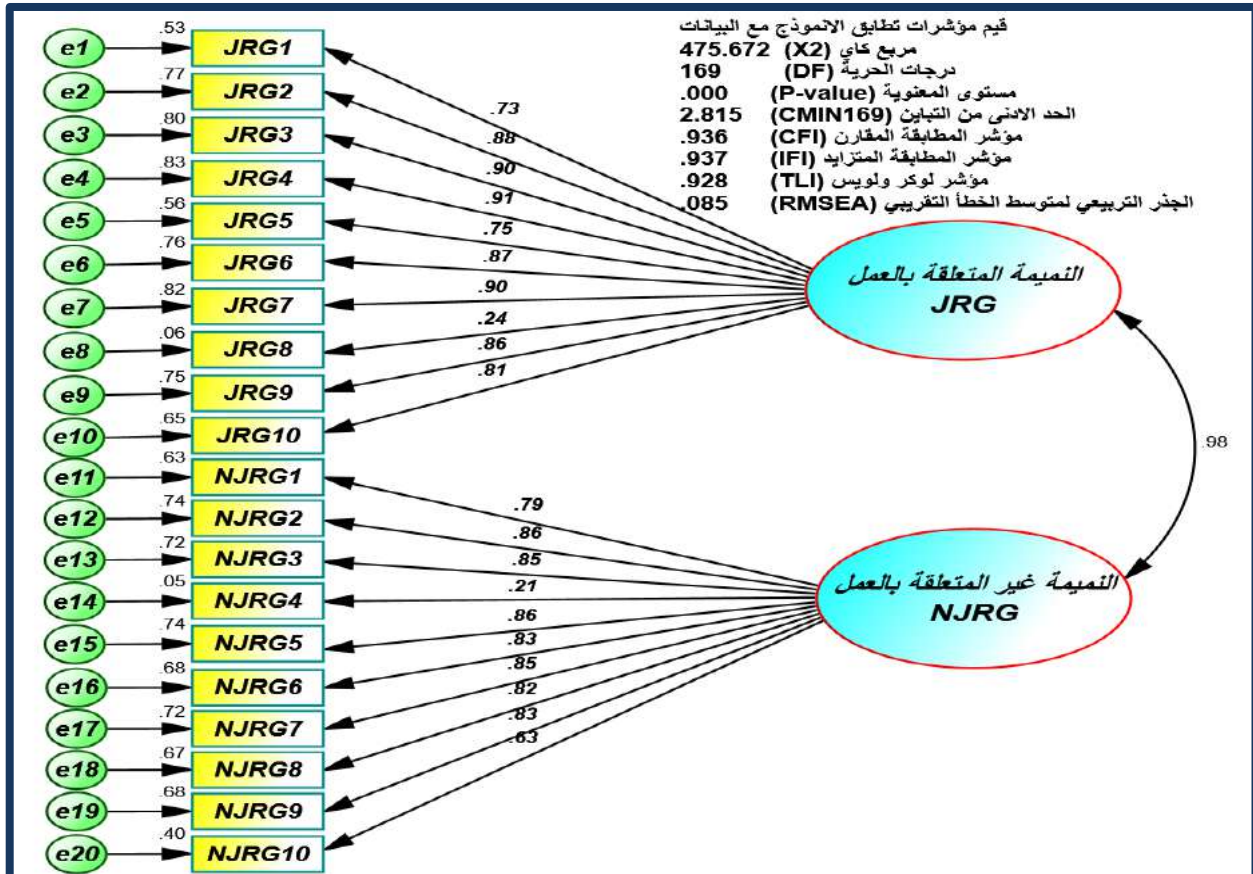 قيم مؤشرات تطابق الانموذج مع البيانات
مربع كاي (X2) 475.672
درجات الحرية (DF) 169
مستوى المعنوية (P-value) .000
الحد الادنى من التباين (CMIN169) 2.815
مؤشر المطابقة المقارن (CFI) .936
مؤشر المطابقة المتزايد (IFI) .937
مؤشر لوكر ولويس (TLI) .928
الجذر التربيعي لمتوسط الخطأ التقريبي (RMSEA) .085
e1 .53 JRG1 .73
e2 .77 JRG2 .88
e3 .80 JRG3 .90
e4 .83 JRG4 .91
e5 .56 JRG5 .75
e6 .76 JRG6 .87
e7 .82 JRG7 .90
e8 .06 JRG8 .24
e9 .75 JRG9 .86
e10 .65 JRG10 .81
النميمة المتعلقة بالعمل
JRG
.98
e11 .63 NJRG1 .79
e12 .74 NJRG2 .86
e13 .72 NJRG3 .85
e14 .05 NJRG4 .21
e15 .74 NJRG5 .86
e16 .68 NJRG6 .83
e17 .72 NJRG7 .85
e18 .67 NJRG8 .82
e19 .68 NJRG9 .83
e20 .40 NJRG10 .63
النميمة غير المتعلقة بالعمل
NJRG